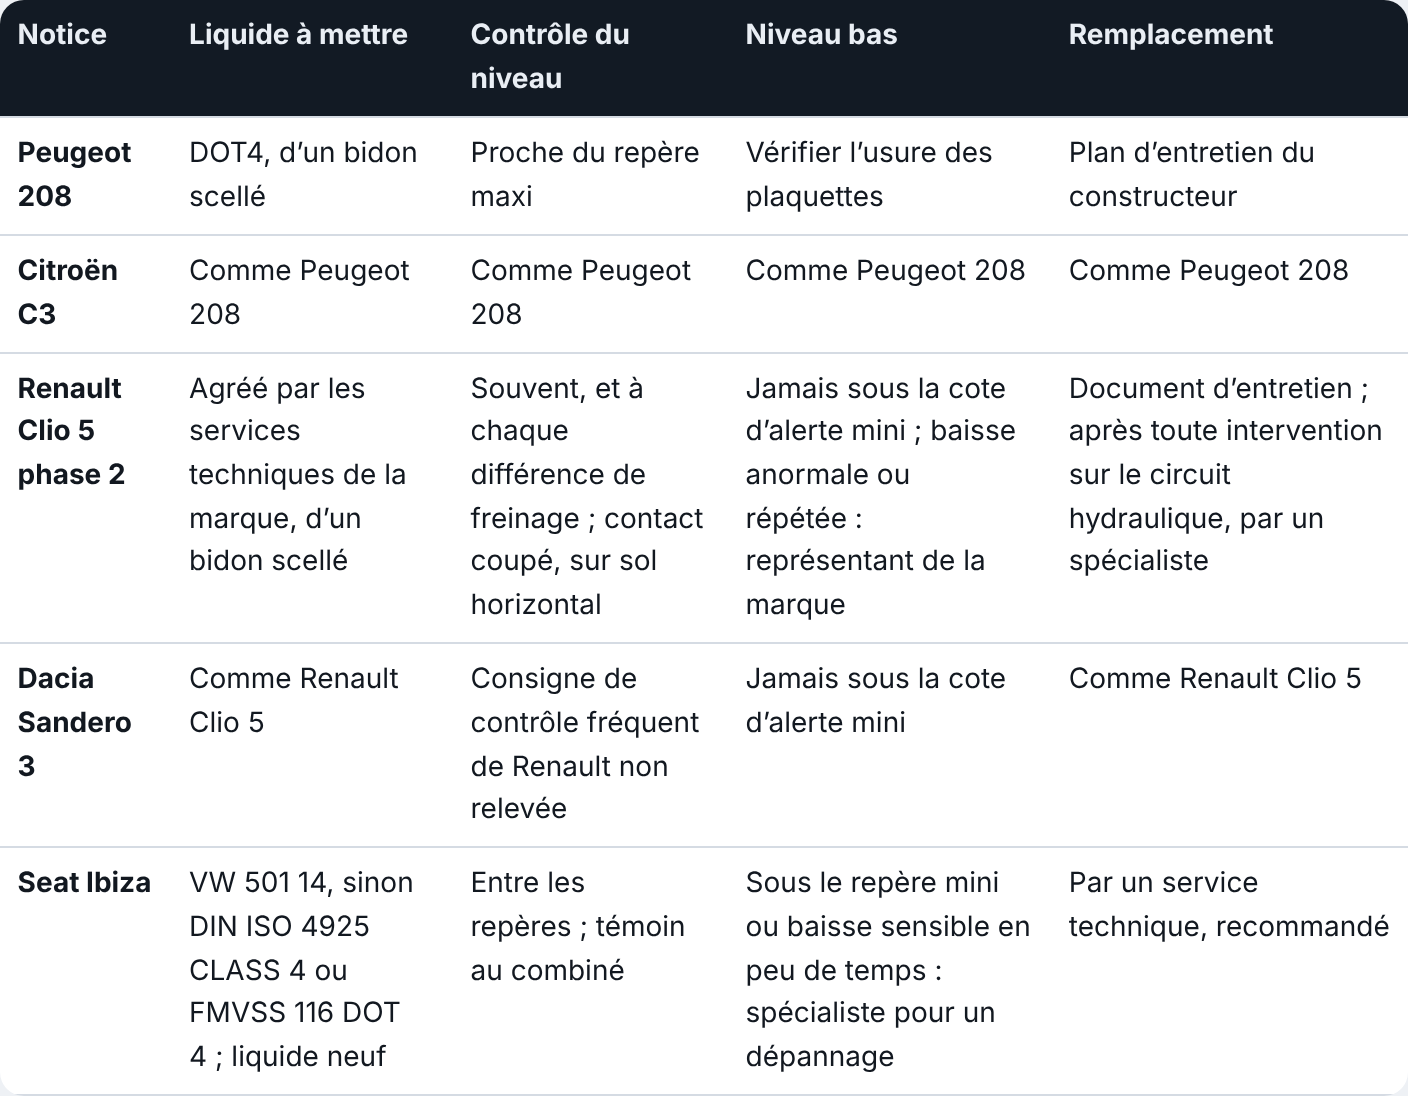 Notice
Liquide à mettre
Contrôle du
niveau
Niveau bas
Remplacement
Peugeot
208
DOT4, d’un bidon
scellé
Proche du repère
maxi
Vérifier l’usure des
plaquettes
Plan d’entretien du
constructeur
Citroën
C3
Comme Peugeot
208
Comme Peugeot
208
Comme Peugeot 208
Comme Peugeot 208
Renault
Clio 5
phase 2
Agréé par les
services
techniques de la
marque, d’un
bidon scellé
Souvent, et à
chaque
différence de
freinage ; contact
coupé, sur sol
horizontal
Jamais sous la cote
d’alerte mini ; baisse
anormale ou
répétée :
représentant de la
marque
Document d’entretien ;
après toute intervention
sur le circuit
hydraulique, par un
spécialiste
Dacia
Sandero
3
Comme Renault
Clio 5
Consigne de
contrôle fréquent
de Renault non
relevée
Jamais sous la cote
d’alerte mini
Comme Renault Clio 5
Seat Ibiza
VW 501 14, sinon
DIN ISO 4925
CLASS 4 ou
FMVSS 116 DOT
4 ; liquide neuf
Entre les
repères ; témoin
au combiné
Sous le repère mini
ou baisse sensible en
peu de temps :
spécialiste pour un
dépannage
Par un service
technique, recommandé